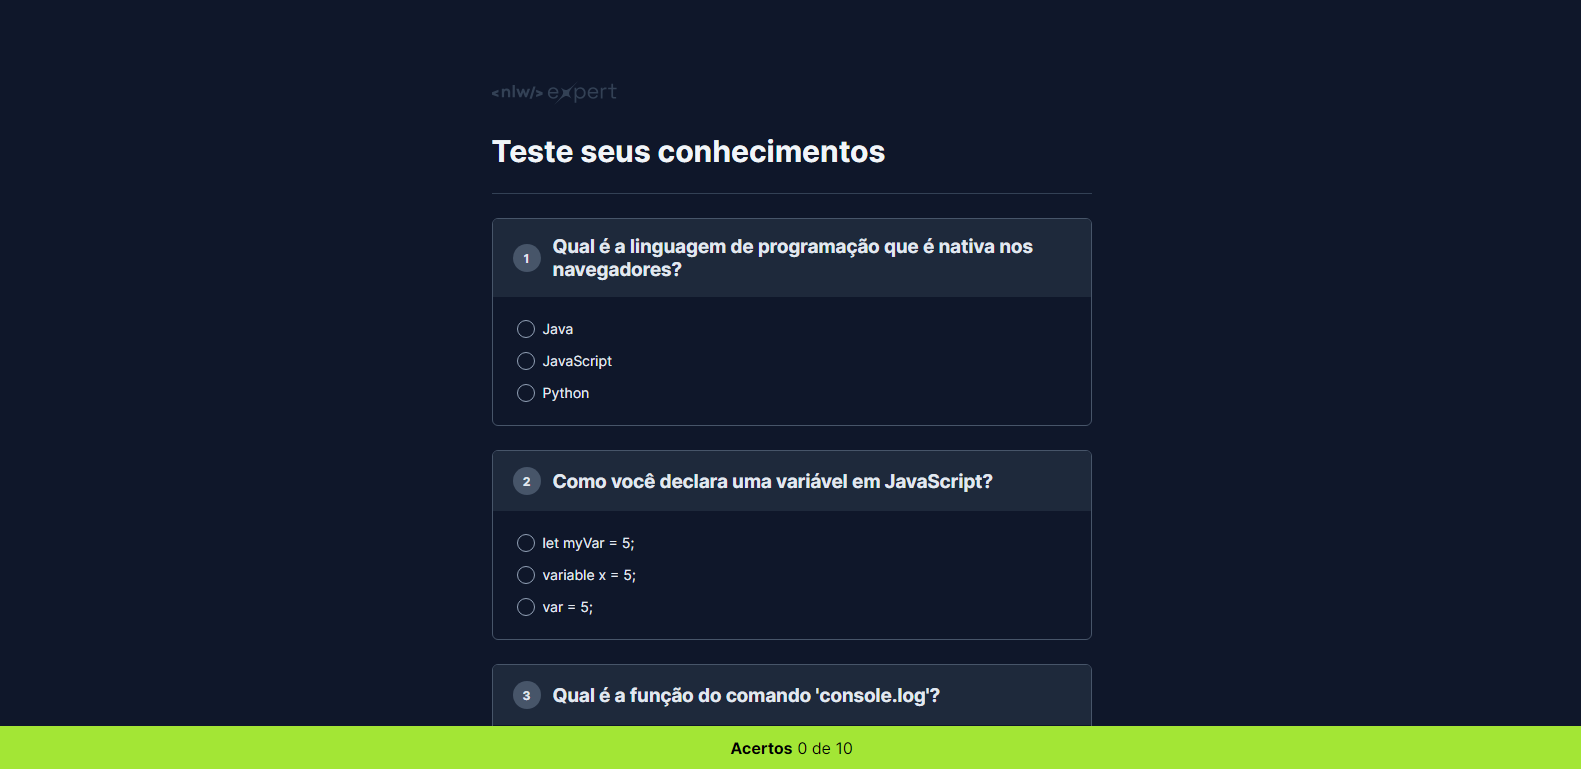 <nlw/> expert
Teste seus conhecimentos
1
Qual é a linguagem de programação que é nativa nos
navegadores?
Java
JavaScript
Python
2
Como você declara uma variável em JavaScript?
let myVar = 5;
variable x = 5;
var = 5;
3
Qual é a função do comando 'console.log'?
Acertos 0 de 10